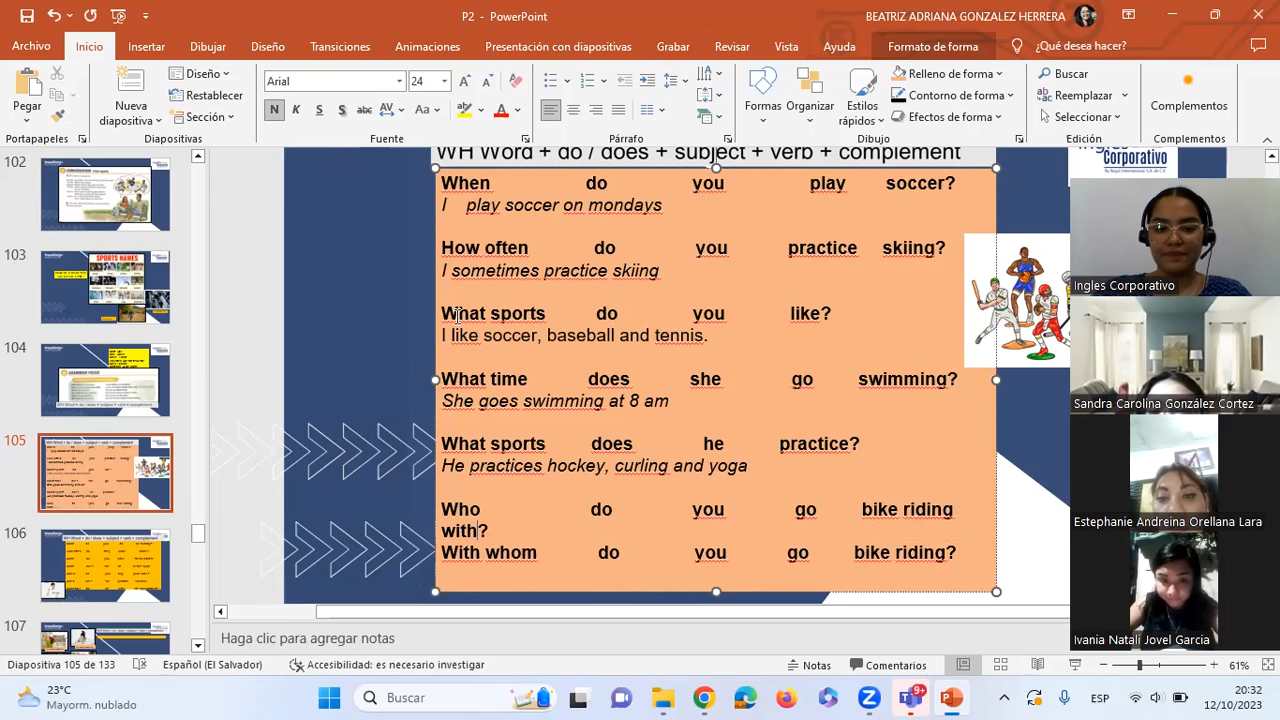 P2 - PowerPoint
BEATRIZ ADRIANA GONZALEZ HERRERA
Archivo Inicio Insertar Dibujar Diseño Transiciones Animaciones Presentación con diapositivas Grabar Revisar Vista Ayuda Formato de forma ¿Qué desea hacer?
Pegar
Portapapeles
Nueva diapositiva
Diseño
Restablecer
Sección
Diapositivas
Arial 24
N K S abc AV Aa A
Fuente
Párrafo
Formas
Organizar
Estilos rápidos
Relleno de forma
Contorno de forma
Efectos de forma
Dibujo
Buscar
Reemplazar
Seleccionar
Edición
Complementos
Complementos
102
103
SPORTS NAMES
104
105
106
107
WH Word + do / does + subject + verb + complement
When do you play soccer?
I play soccer on mondays
How often do you practice skiing?
I sometimes practice skiing
What sports do you like?
I like soccer, baseball and tennis.
What time does she go swimming?
She goes swimming at 8 am
What sports does he practice?
He practices hockey, curling and yoga
Who do you go bike riding
with?
With whom do you go bike riding?
Corporativo
Ingles Corporativo
Sandra Carolina González Cortez
Estephanie Andreina Orellana Lara
Ivania Natali Jovel Garcia
Haga clic para agregar notas
Diapositiva 105 de 133 Español (El Salvador) Accesibilidad: es necesario investigar Notas Comentarios 61%
23°C
Mayorm. nublado
Buscar
9+
ESP
20:32
12/10/2023